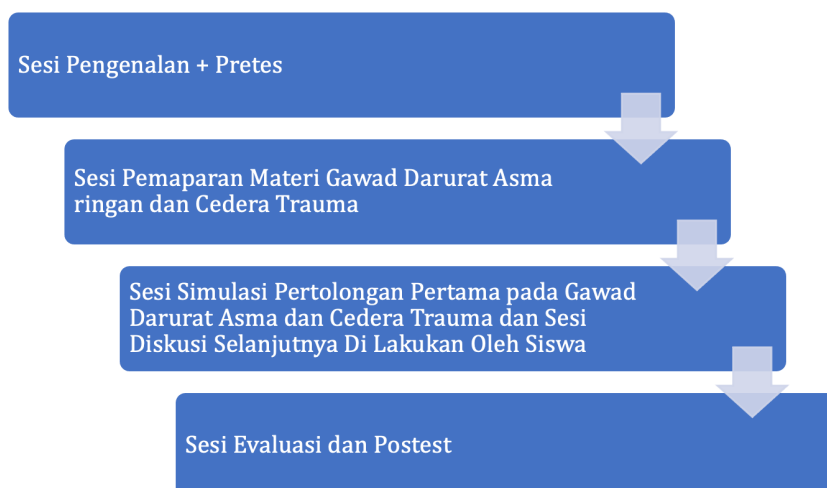 Sesi Pengenalan + Pretes
Sesi Pemaparan Materi Gawad Darurat Asma
ringan dan Cedera Trauma
Sesi Simulasi Pertolongan Pertama pada Gawad
Darurat Asma dan Cedera Trauma dan Sesi
Diskusi Selanjutnya Di Lakukan Oleh Siswa
Sesi Evaluasi dan Postest